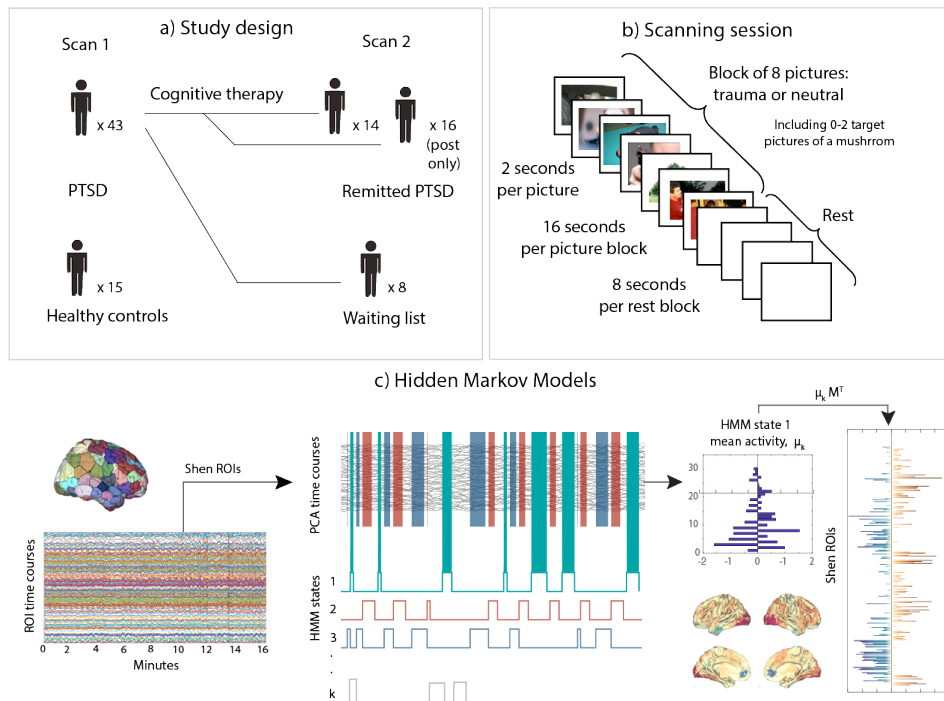 a) Study design
Scan 1
Scan 2
Cognitive therapy
x 43
x 14
x 16
(post
only)
PTSD
Remitted PTSD
x 15
x 8
Healthy controls
Waiting list
b) Scanning session
Block of 8 pictures:
trauma or neutral
Including 0-2 target
pictures of a mushrrom
2 seconds
per picture
Rest
16 seconds
per picture block
8 seconds
per rest block
c) Hidden Markov Models
Shen ROIs
ROI time courses
0 2 4 6 8 10 12 14 16
Minutes
PCA time courses
HMM states
1
2
3
.
.
k
μk Mᵀ
HMM state 1
mean activity, μk
30
20
20
10
0
-2 -1 0 1 2
Shen ROIs